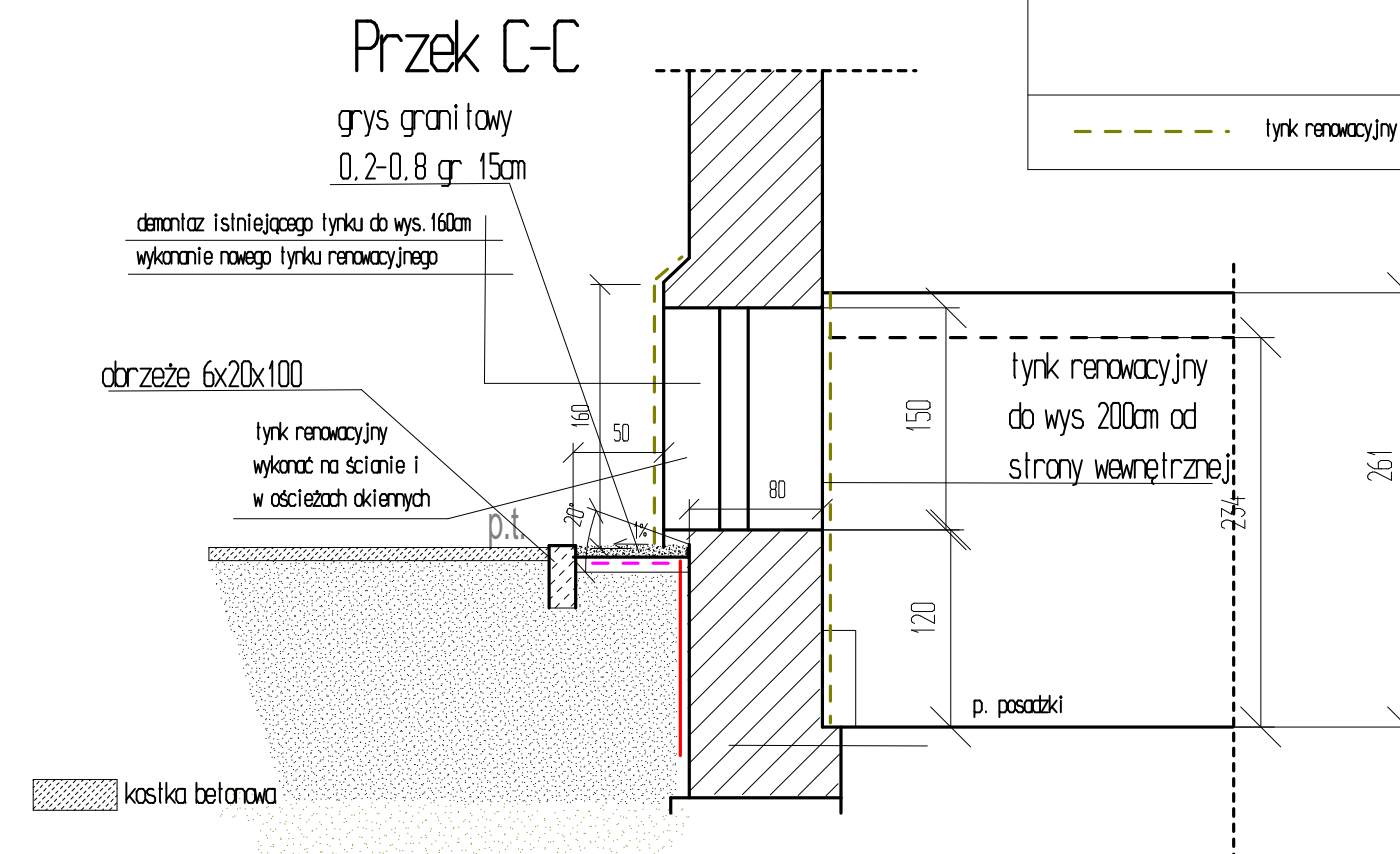 Przek C-C
grys granitowy
0,2-0,8 gr 15cm
tynk renowacyjny
demontaz istniejącego tynku do wys. 160cm
wykonanie nowego tynku renowacyjnego
obrzeże 6x20x100
tynk renowacyjny
wykonać na ścianie i
w ościeżach okiennych
160
50
80
20°
1%
p.t.
150
tynk renowacyjny
do wys 200cm od
strony wewnętrznej
234
261
120
p. posadzki
kostka betonowa